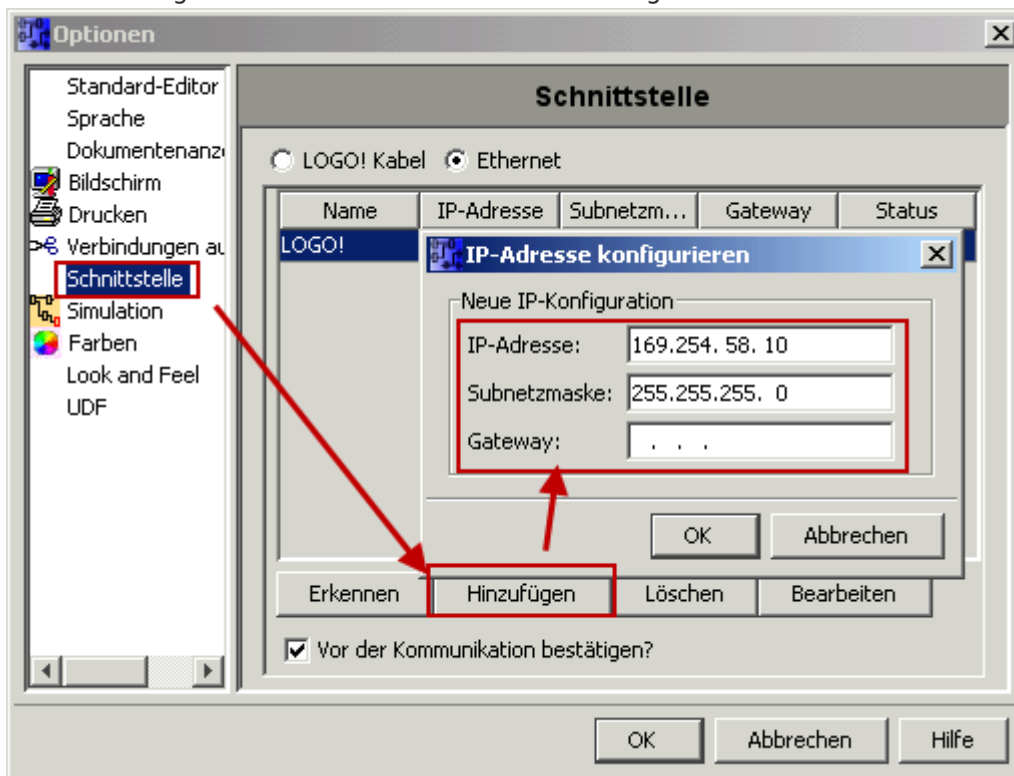 Optionen
Standard-Editor
Sprache
Dokumentenanz
Bildschirm
Drucken
Verbindungen au
Schnittstelle
Simulation
Farben
Look and Feel
UDF
Schnittstelle
LOGO! Kabel Ethernet
Name IP-Adresse Subnetzm... Gateway Status
LOGO!
IP-Adresse konfigurieren
Neue IP-Konfiguration
IP-Adresse: 169.254. 58. 10
Subnetzmaske: 255.255.255. 0
Gateway: . . .
OK Abbrechen
Erkennen Hinzufügen Löschen Bearbeiten
Vor der Kommunikation bestätigen?
OK Abbrechen Hilfe